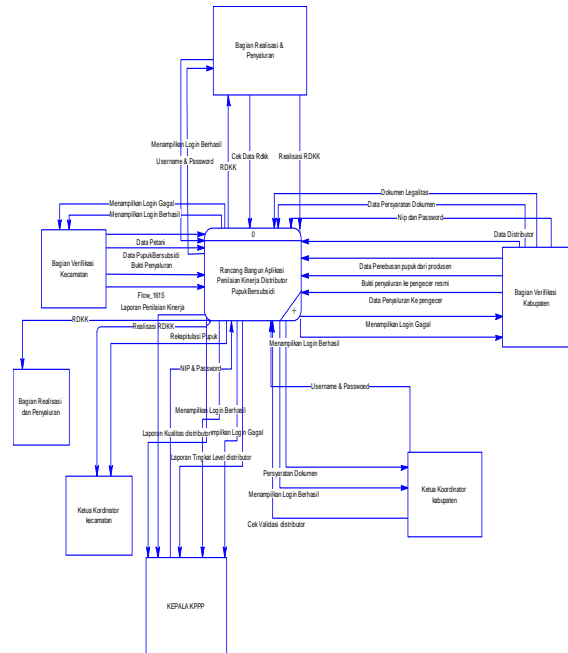 Bagian Realisasi &
Penyaluran
Menampilkan Login Berhasil
Username & Password
RDKK
Cek Data Rdkk
Realisasi RDKK
Menampilkan Login Gagal
Menampilkan Login Berhasil
Dokumen Legalitas
Data Persyaratan Dokumen
Nip dan Password
Data Distributor
Bagian Verifikasi
Kecamatan
Data Petani
Data PupukBersubsidi
Bukti Penyaluran
0
Rancang Bangun Aplikasi
Penilaian Kinerja Distributor
PupukBersubsidi
+
Data Penebusan pupuk dari produsen
Bukti penyaluran ke pengecer resmi
Data Penyaluran Ke pengecer
Bagian Verifikasi
Kabupaten
Flow_1615
Laporan Penilaian Kinerja
RDKK
Realisasi RDKK
Rekapitulasi Pupuk
Menampilkan Login Gagal
Menampilkan Login Berhasil
Bagian Realisasi
dan Penyaluran
NIP & Password
Username & Passwoed
Menampilkan Login Berhasil
Laporan Kualitas distributor
mpilkan Login Gagal
Laporan Tingkat Level distributor
Persyaratan Dokumen
Menampilkan Login Berhasil
Cek Validasi distributor
Ketua Kordinator
kecamatan
Ketua Koordinator
kabupaten
KEPALA KPPP